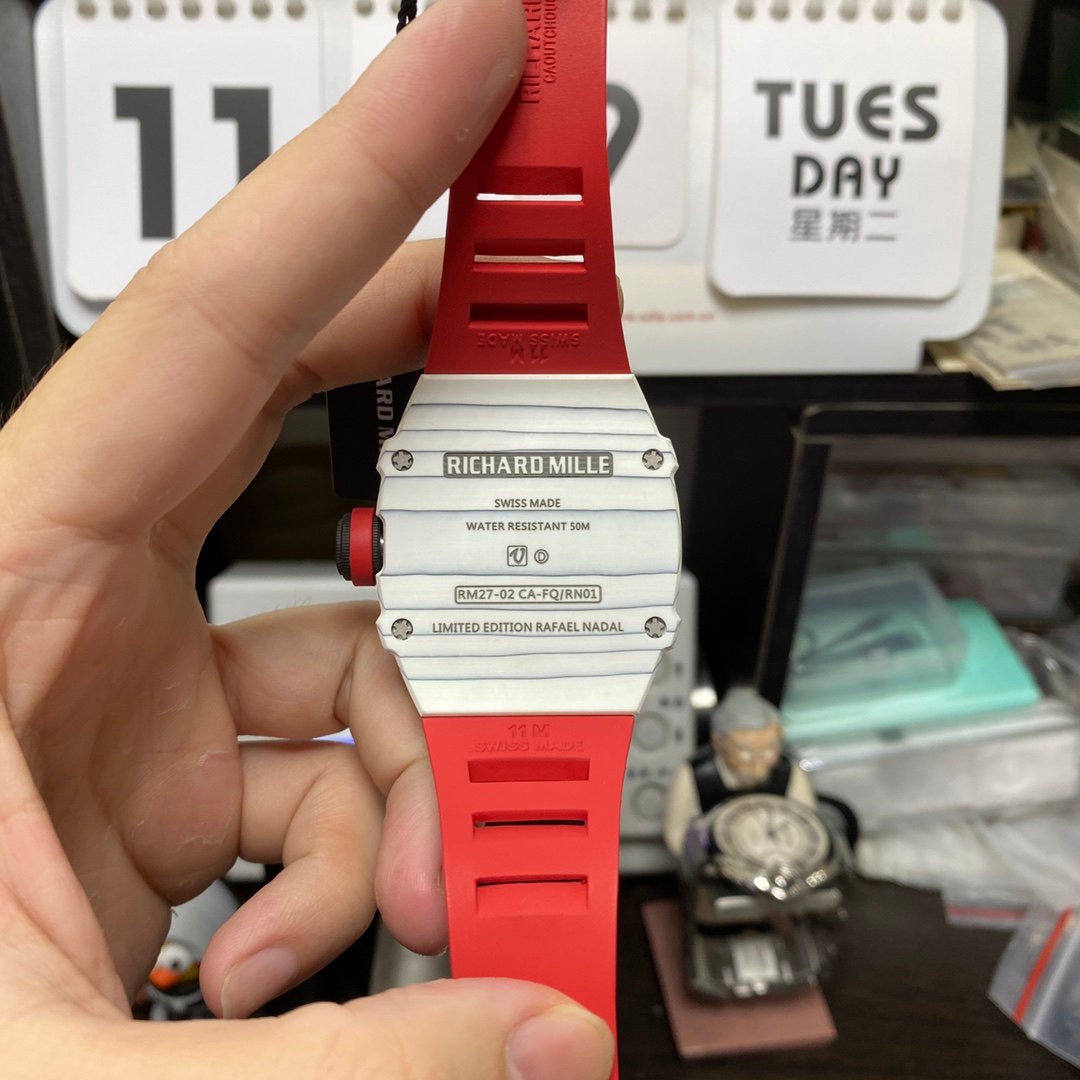 11
TUES
DAY
星期二
CAOUTCHOUC
11 M
SWISS MADE
RICHARD MILLE
SWISS MADE
WATER RESISTANT 50M
D
RM27-02 CA-FQ/RN01
LIMITED EDITION RAFAEL NADAL
11 M
SWISS MADE